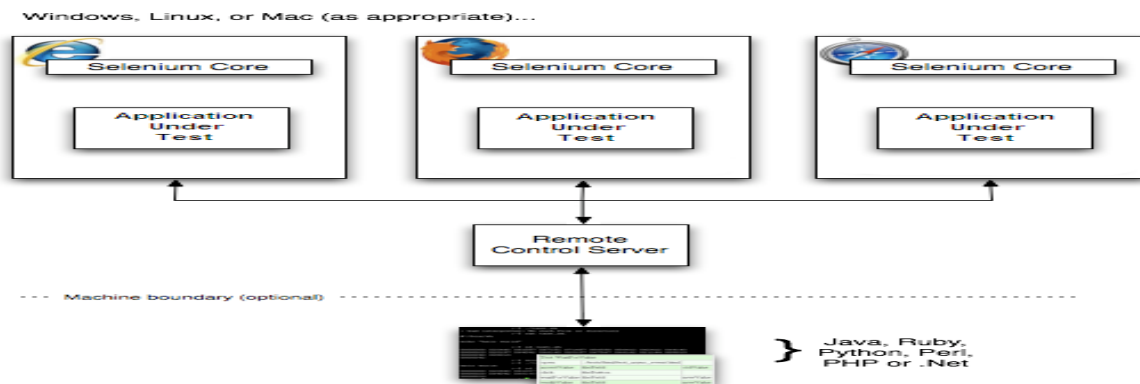 Windows, Linux, or Mac (as appropriate)...
Selenium Core
Selenium Core
Selenium Core
Application
Under
Test
Application
Under
Test
Application
Under
Test
Remote
Control Server
Machine boundary (optional)
Java, Ruby,
Python, Perl,
PHP or .Net